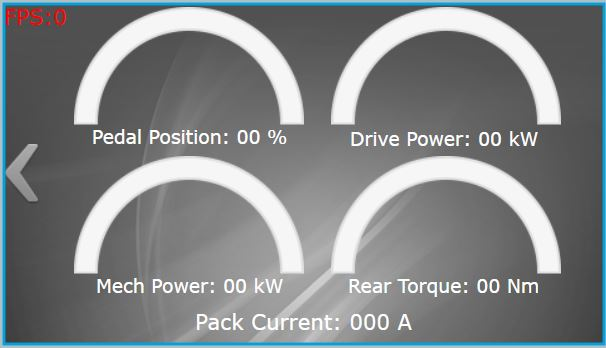 FPS:0
Pedal Position: 00 %
Drive Power: 00 kW
Mech Power: 00 kW
Rear Torque: 00 Nm
Pack Current: 000 A